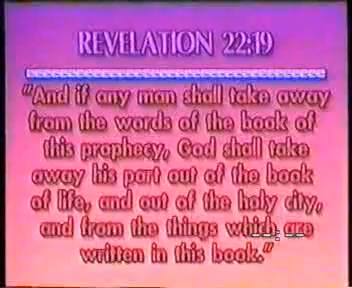 REVELATION 22:19
"And if any man shall take away
from the words of the book of
this prophecy, God shall take
away his part out of the book
of life, and out of the holy city,
and from the things which are
written in this book."